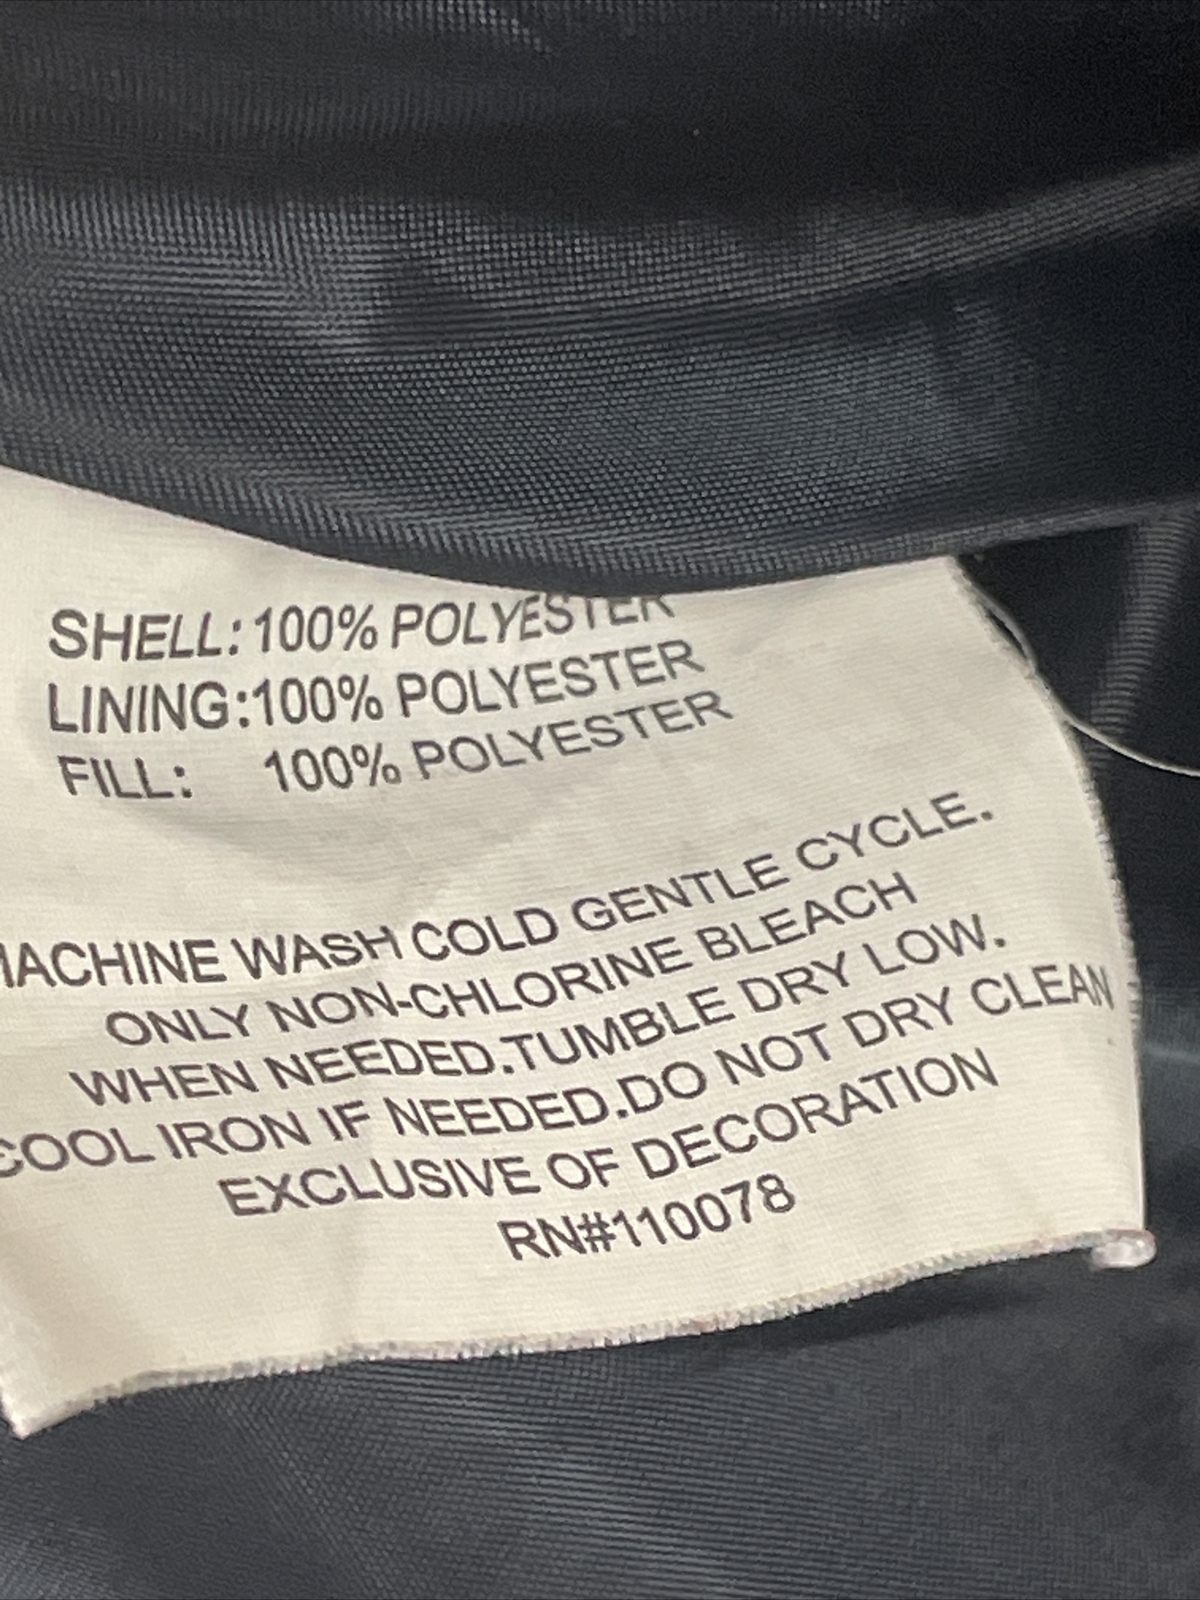 SHELL: 100% POLYESTER
LINING:100% POLYESTER
FILL: 100% POLYESTER
MACHINE WASH COLD GENTLE CYCLE.
ONLY NON-CHLORINE BLEACH
WHEN NEEDED.TUMBLE DRY LOW.
COOL IRON IF NEEDED.DO NOT DRY CLEAN
EXCLUSIVE OF DECORATION
RN#110078